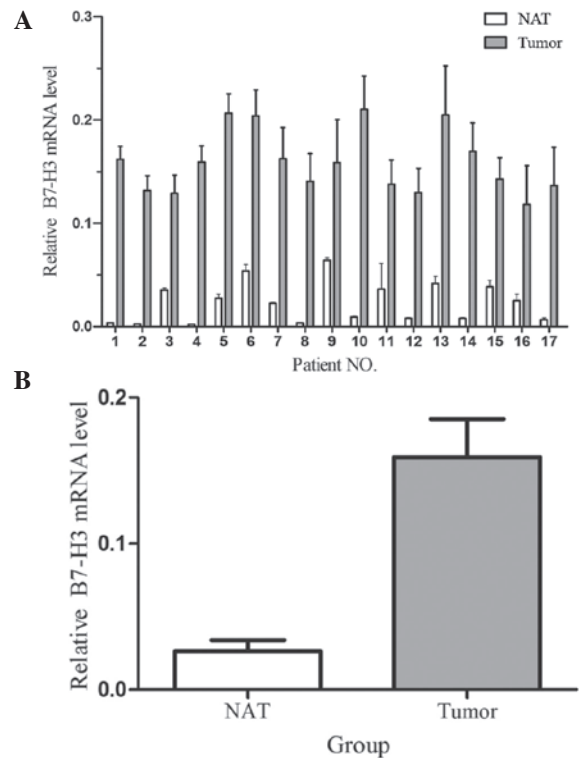 A
NAT
Tumor
Relative B7-H3 mRNA level
0.3
0.2
0.1
0.0
1 2 3 4 5 6 7 8 9 10 11 12 13 14 15 16 17
Patient NO.
B
Relative B7-H3 mRNA level
0.2
0.1
0.0
NAT Tumor
Group